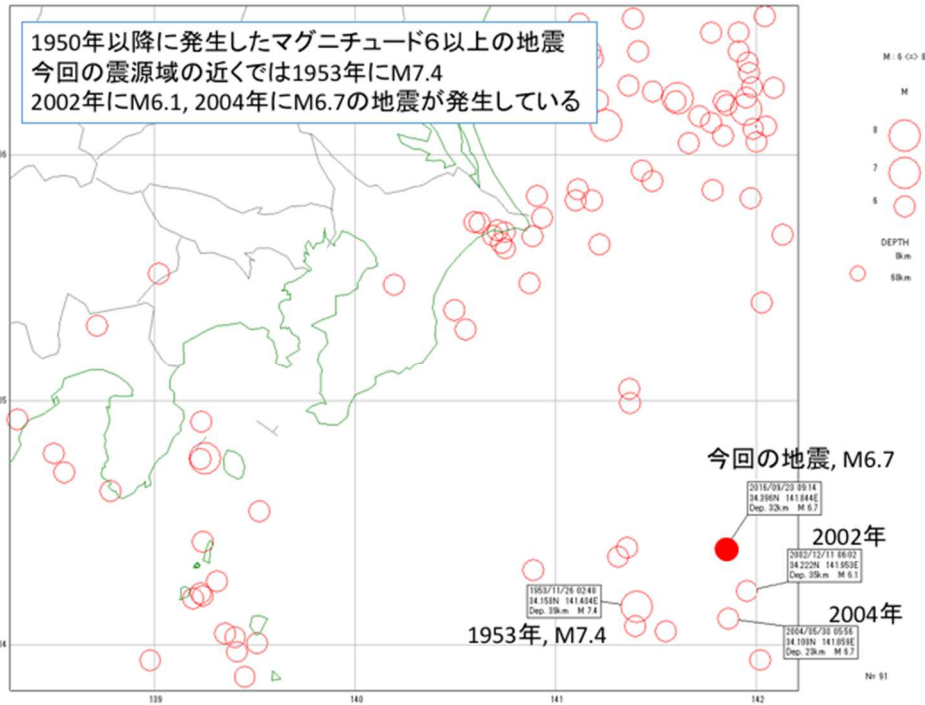 1950年以降に発生したマグニチュード６以上の地震
今回の震源域の近くでは1953年にM7.4
2002年にM6.1, 2004年にM6.7の地震が発生している
M : 6 <=> 8
M
8
7
6
DEPTH
0km
60km
今回の地震, M6.7
2016/09/23 09:14
34.396N 141.844E
Dep. 32km M 6.7
2002年
2002/12/11 06:02
34.222N 141.953E
Dep. 35km M 6.1
1953/11/26 02:48
34.158N 141.404E
Dep. 39km M 7.4
1953年, M7.4
2004年
2004/05/30 05:56
34.108N 141.859E
Dep. 23km M 6.7
N= 91
139
140
141
142